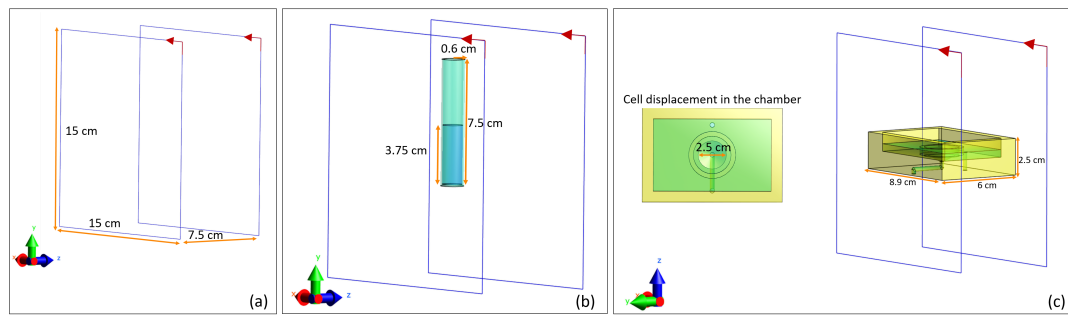 15 cm
15 cm
7.5 cm
y
x
z
(a)
0.6 cm
7.5 cm
3.75 cm
y
x
z
(b)
Cell displacement in the chamber
2.5 cm
2.5 cm
8.9 cm
6 cm
z
y
(c)